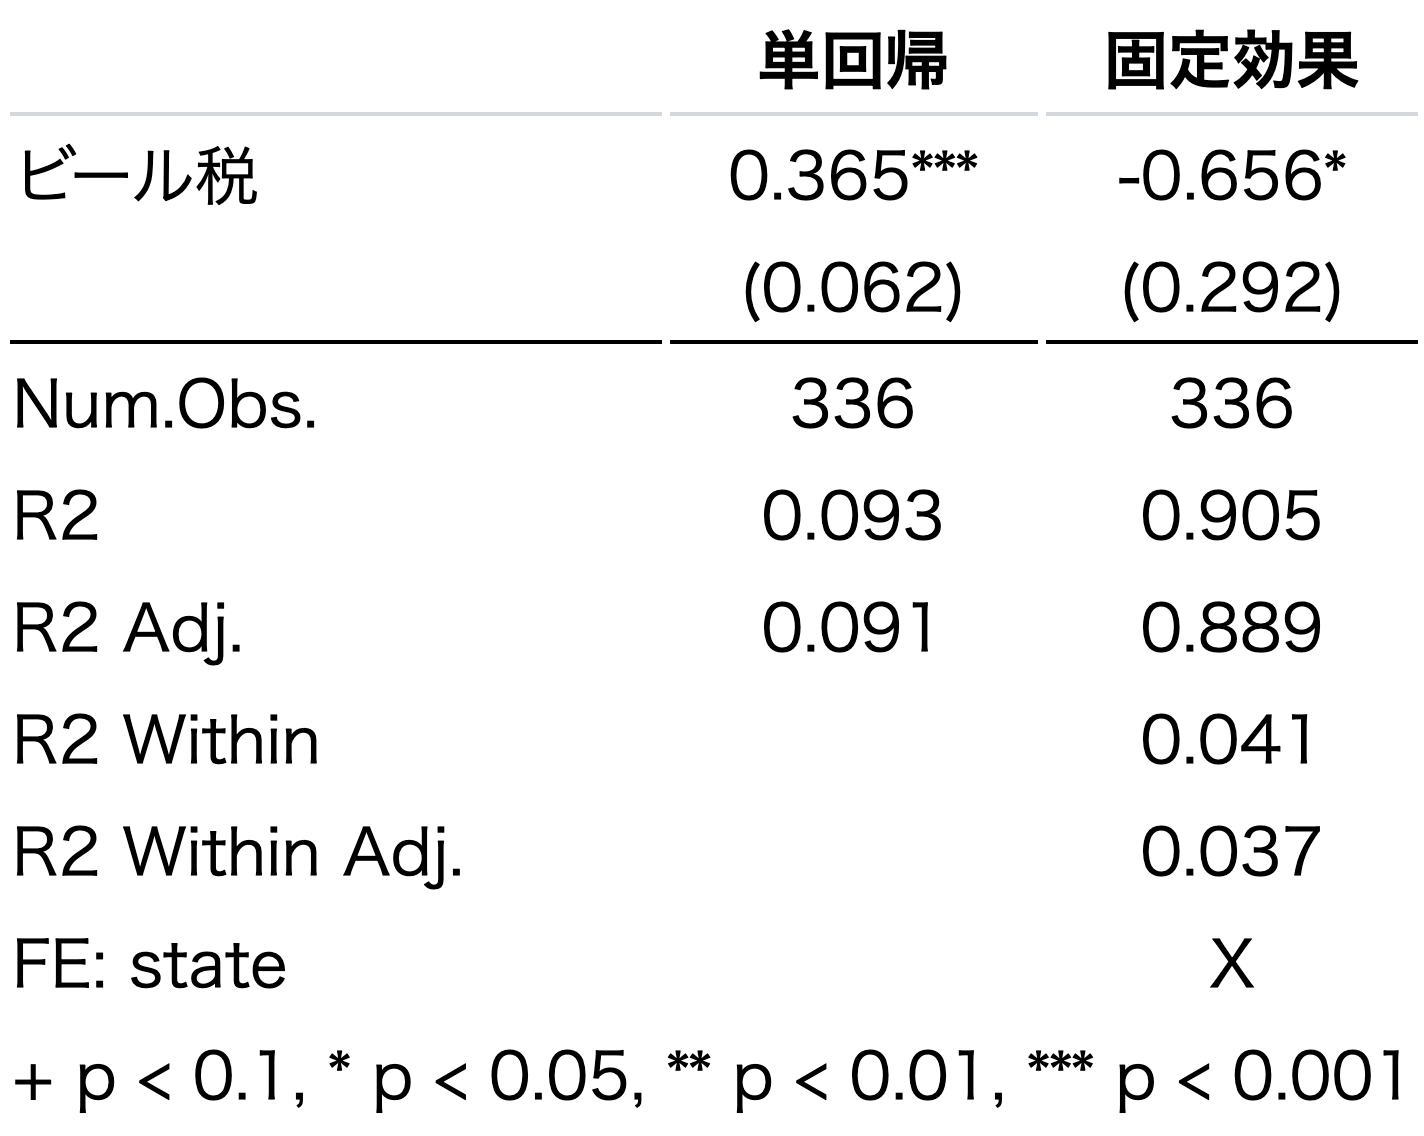 単回帰 固定効果
ビール税 0.365*** -0.656*
(0.062) (0.292)
Num.Obs. 336 336
R2 0.093 0.905
R2 Adj. 0.091 0.889
R2 Within 0.041
R2 Within Adj. 0.037
FE: state X
+ p < 0.1, * p < 0.05, ** p < 0.01, *** p < 0.001